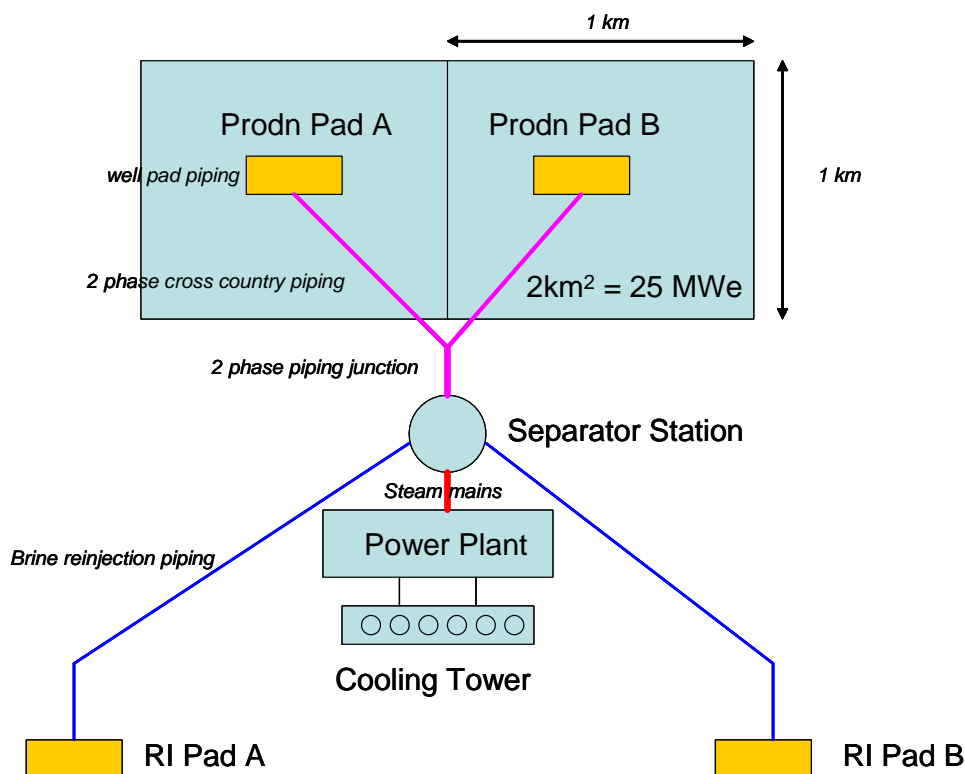 1 km
Prodn Pad A
Prodn Pad B
well pad piping
1 km
2 phase cross country piping
2km² = 25 MWe
2 phase piping junction
Separator Station
Steam mains
Power Plant
Brine reinjection piping
Cooling Tower
RI Pad A
RI Pad B